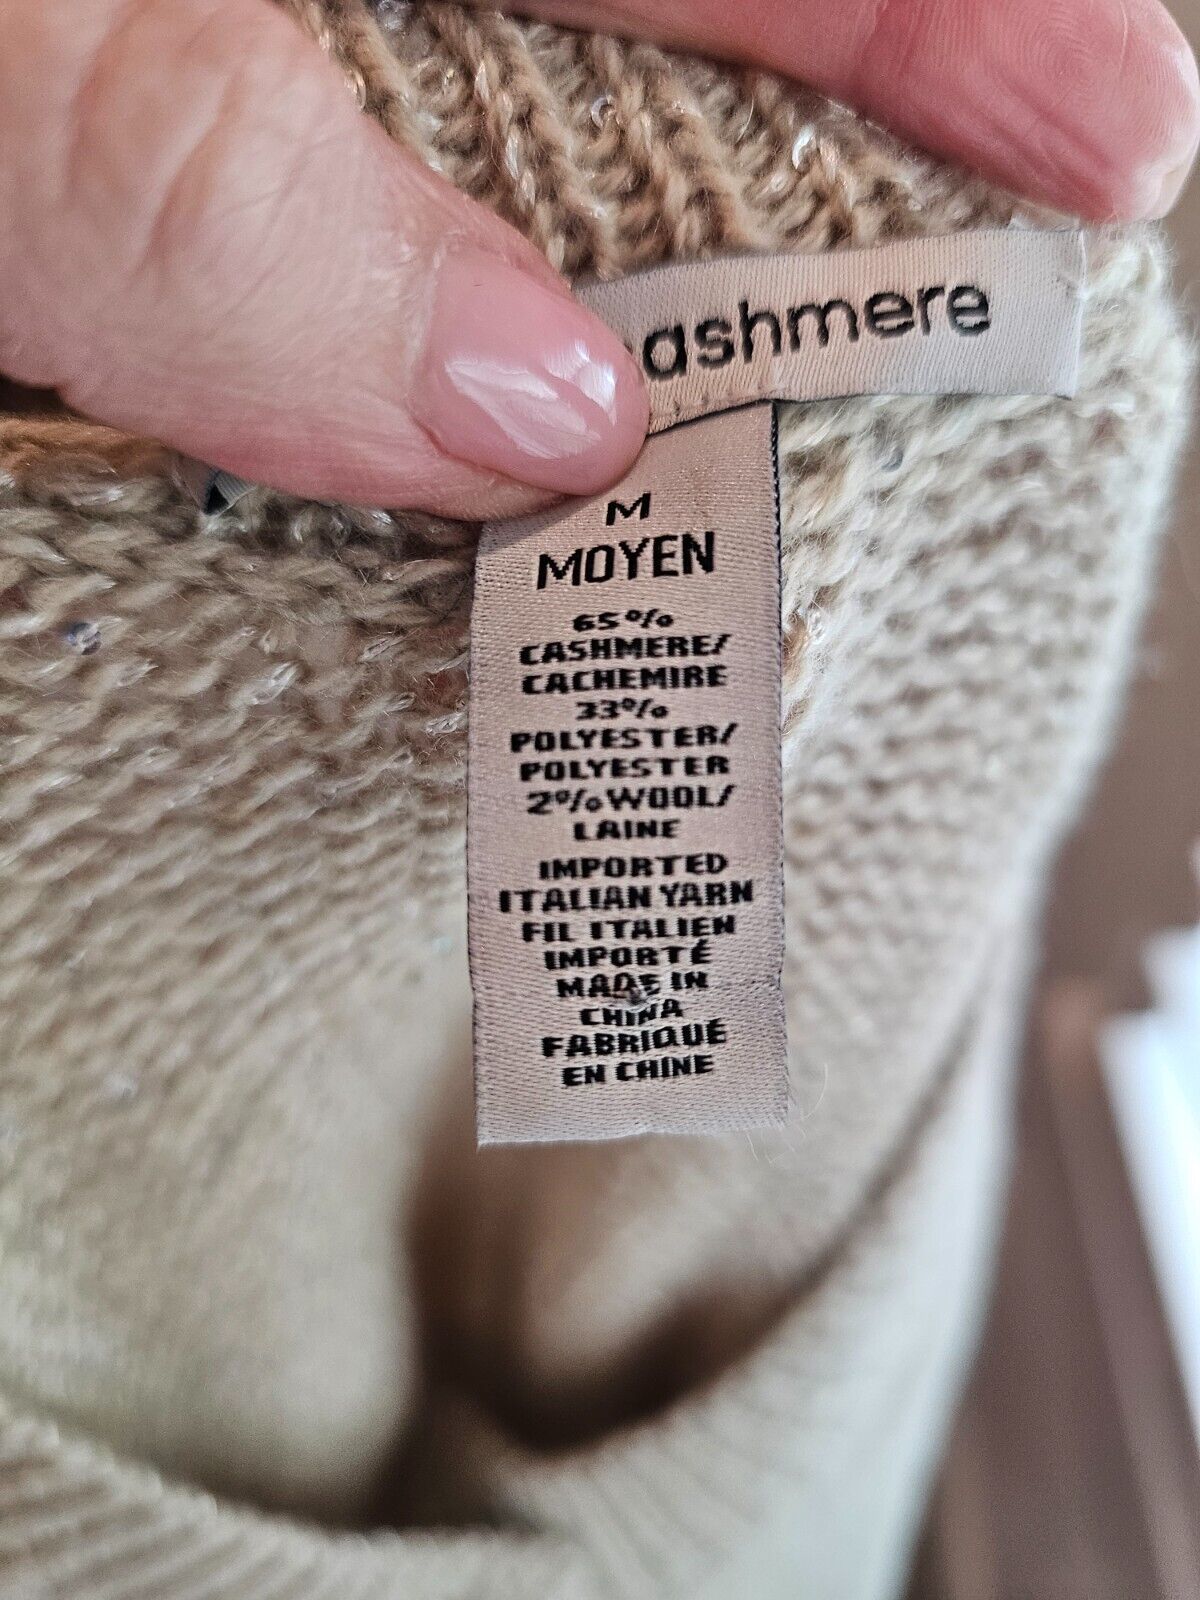 ashmere
M
MOYEN
65%
CASHMERE/
CACHEMIRE
33%
POLYESTER/
POLYESTER
2% WOOL/
LAINE
IMPORTED
ITALIAN YARN
FIL ITALIEN
IMPORTÉ
MADE IN
CHINA
FABRIQUÉ
EN CHINE